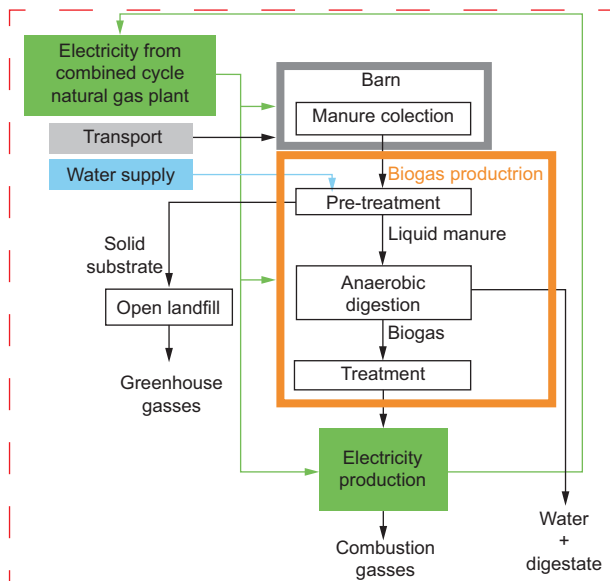 Electricity from
combined cycle
natural gas plant
Barn
Manure colection
Transport
Water supply
Biogas productrion
Pre-treatment
Liquid manure
Solid
substrate
Anaerobic
digestion
Open landfill
Biogas
Greenhouse
gasses
Treatment
Electricity
production
Water
+
digestate
Combustion
gasses